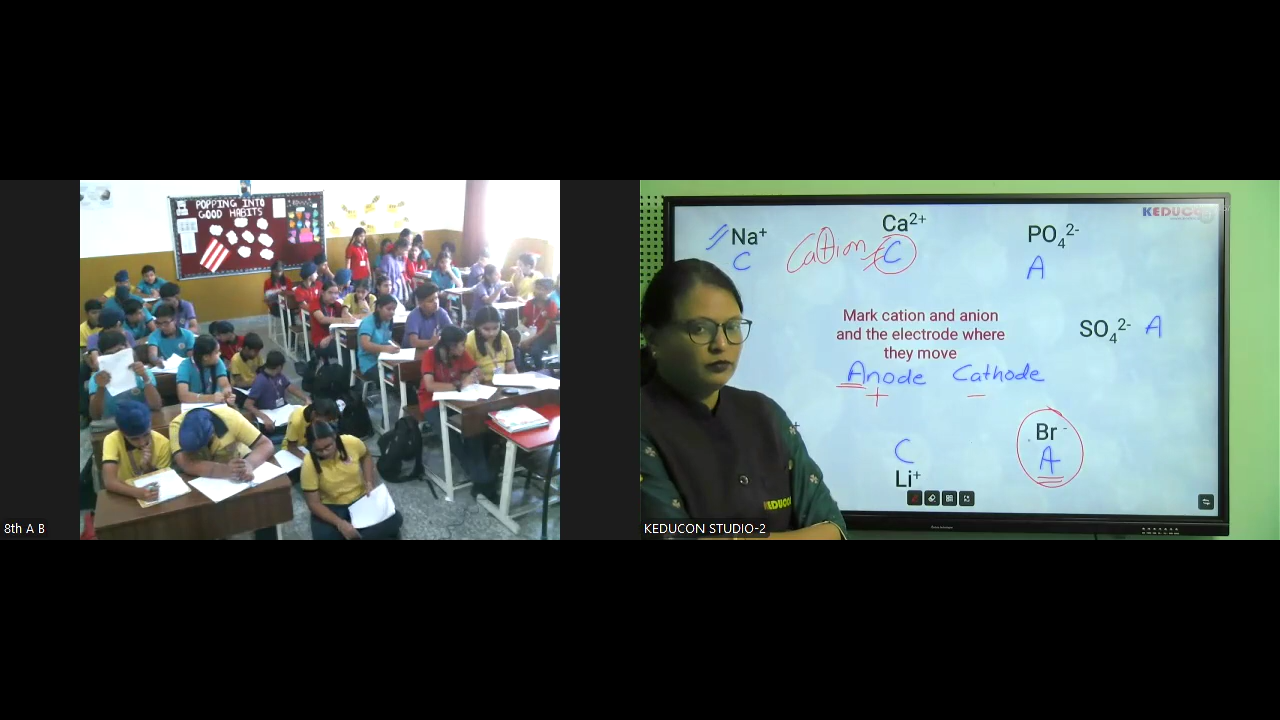 POPPING INTO
GOOD HABITS
8th A B
KEDUCON
Na⁺
C
Cation
Ca²⁺
C
PO₄²⁻
A
Mark cation and anion
and the electrode where
they move
SO₄²⁻ A
Anode Cathode
+ −
Br⁻
A
C
Li⁺
KEDUCON
KEDUCON STUDIO-2